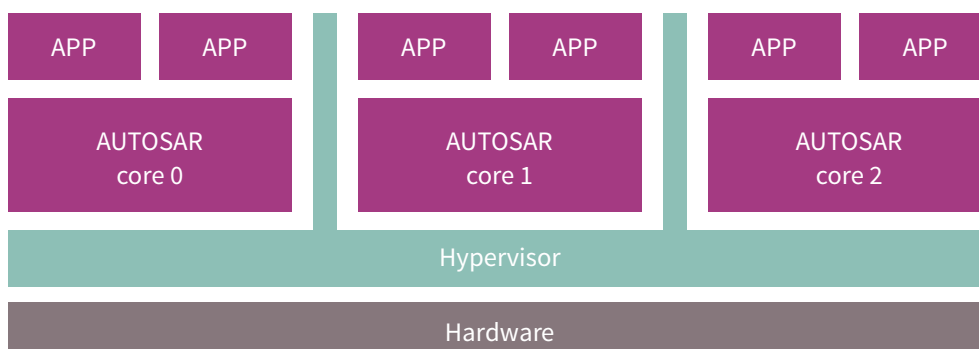 APP APP APP APP APP APP
AUTOSAR
core 0
AUTOSAR
core 1
AUTOSAR
core 2
Hypervisor
Hardware